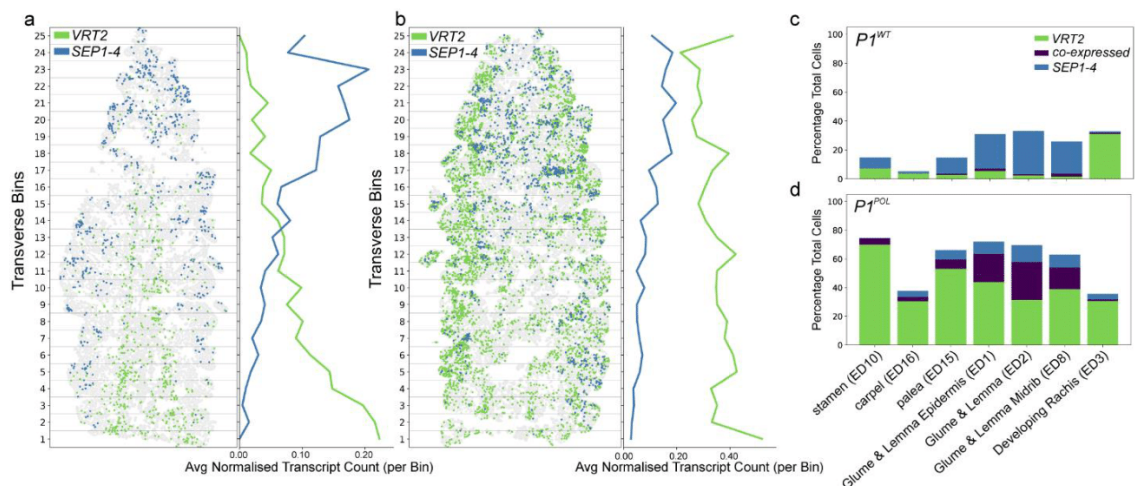 a
VRT2
SEP1-4
Transverse Bins
25
24
23
22
21
20
19
18
17
16
15
14
13
12
11
10
9
8
7
6
5
4
3
2
1
0.00 0.10 0.20
Avg Normalised Transcript Count (per Bin)
b
VRT2
SEP1-4
Transverse Bins
25
24
23
22
21
20
19
18
17
16
15
14
13
12
11
10
9
8
7
6
5
4
3
2
1
0.00 0.20 0.40
Avg Normalised Transcript Count (per Bin)
c
P1WT
VRT2
co-expressed
SEP1-4
Percentage Total Cells
100
80
60
40
20
0
d
P1POL
Percentage Total Cells
100
80
60
40
20
0
stamen (ED10)
carpel (ED16)
palea (ED15)
Glume & Lemma Epidermis (ED1)
Glume & Lemma (ED2)
Glume & Lemma Midrib (ED8)
Developing Rachis (ED3)